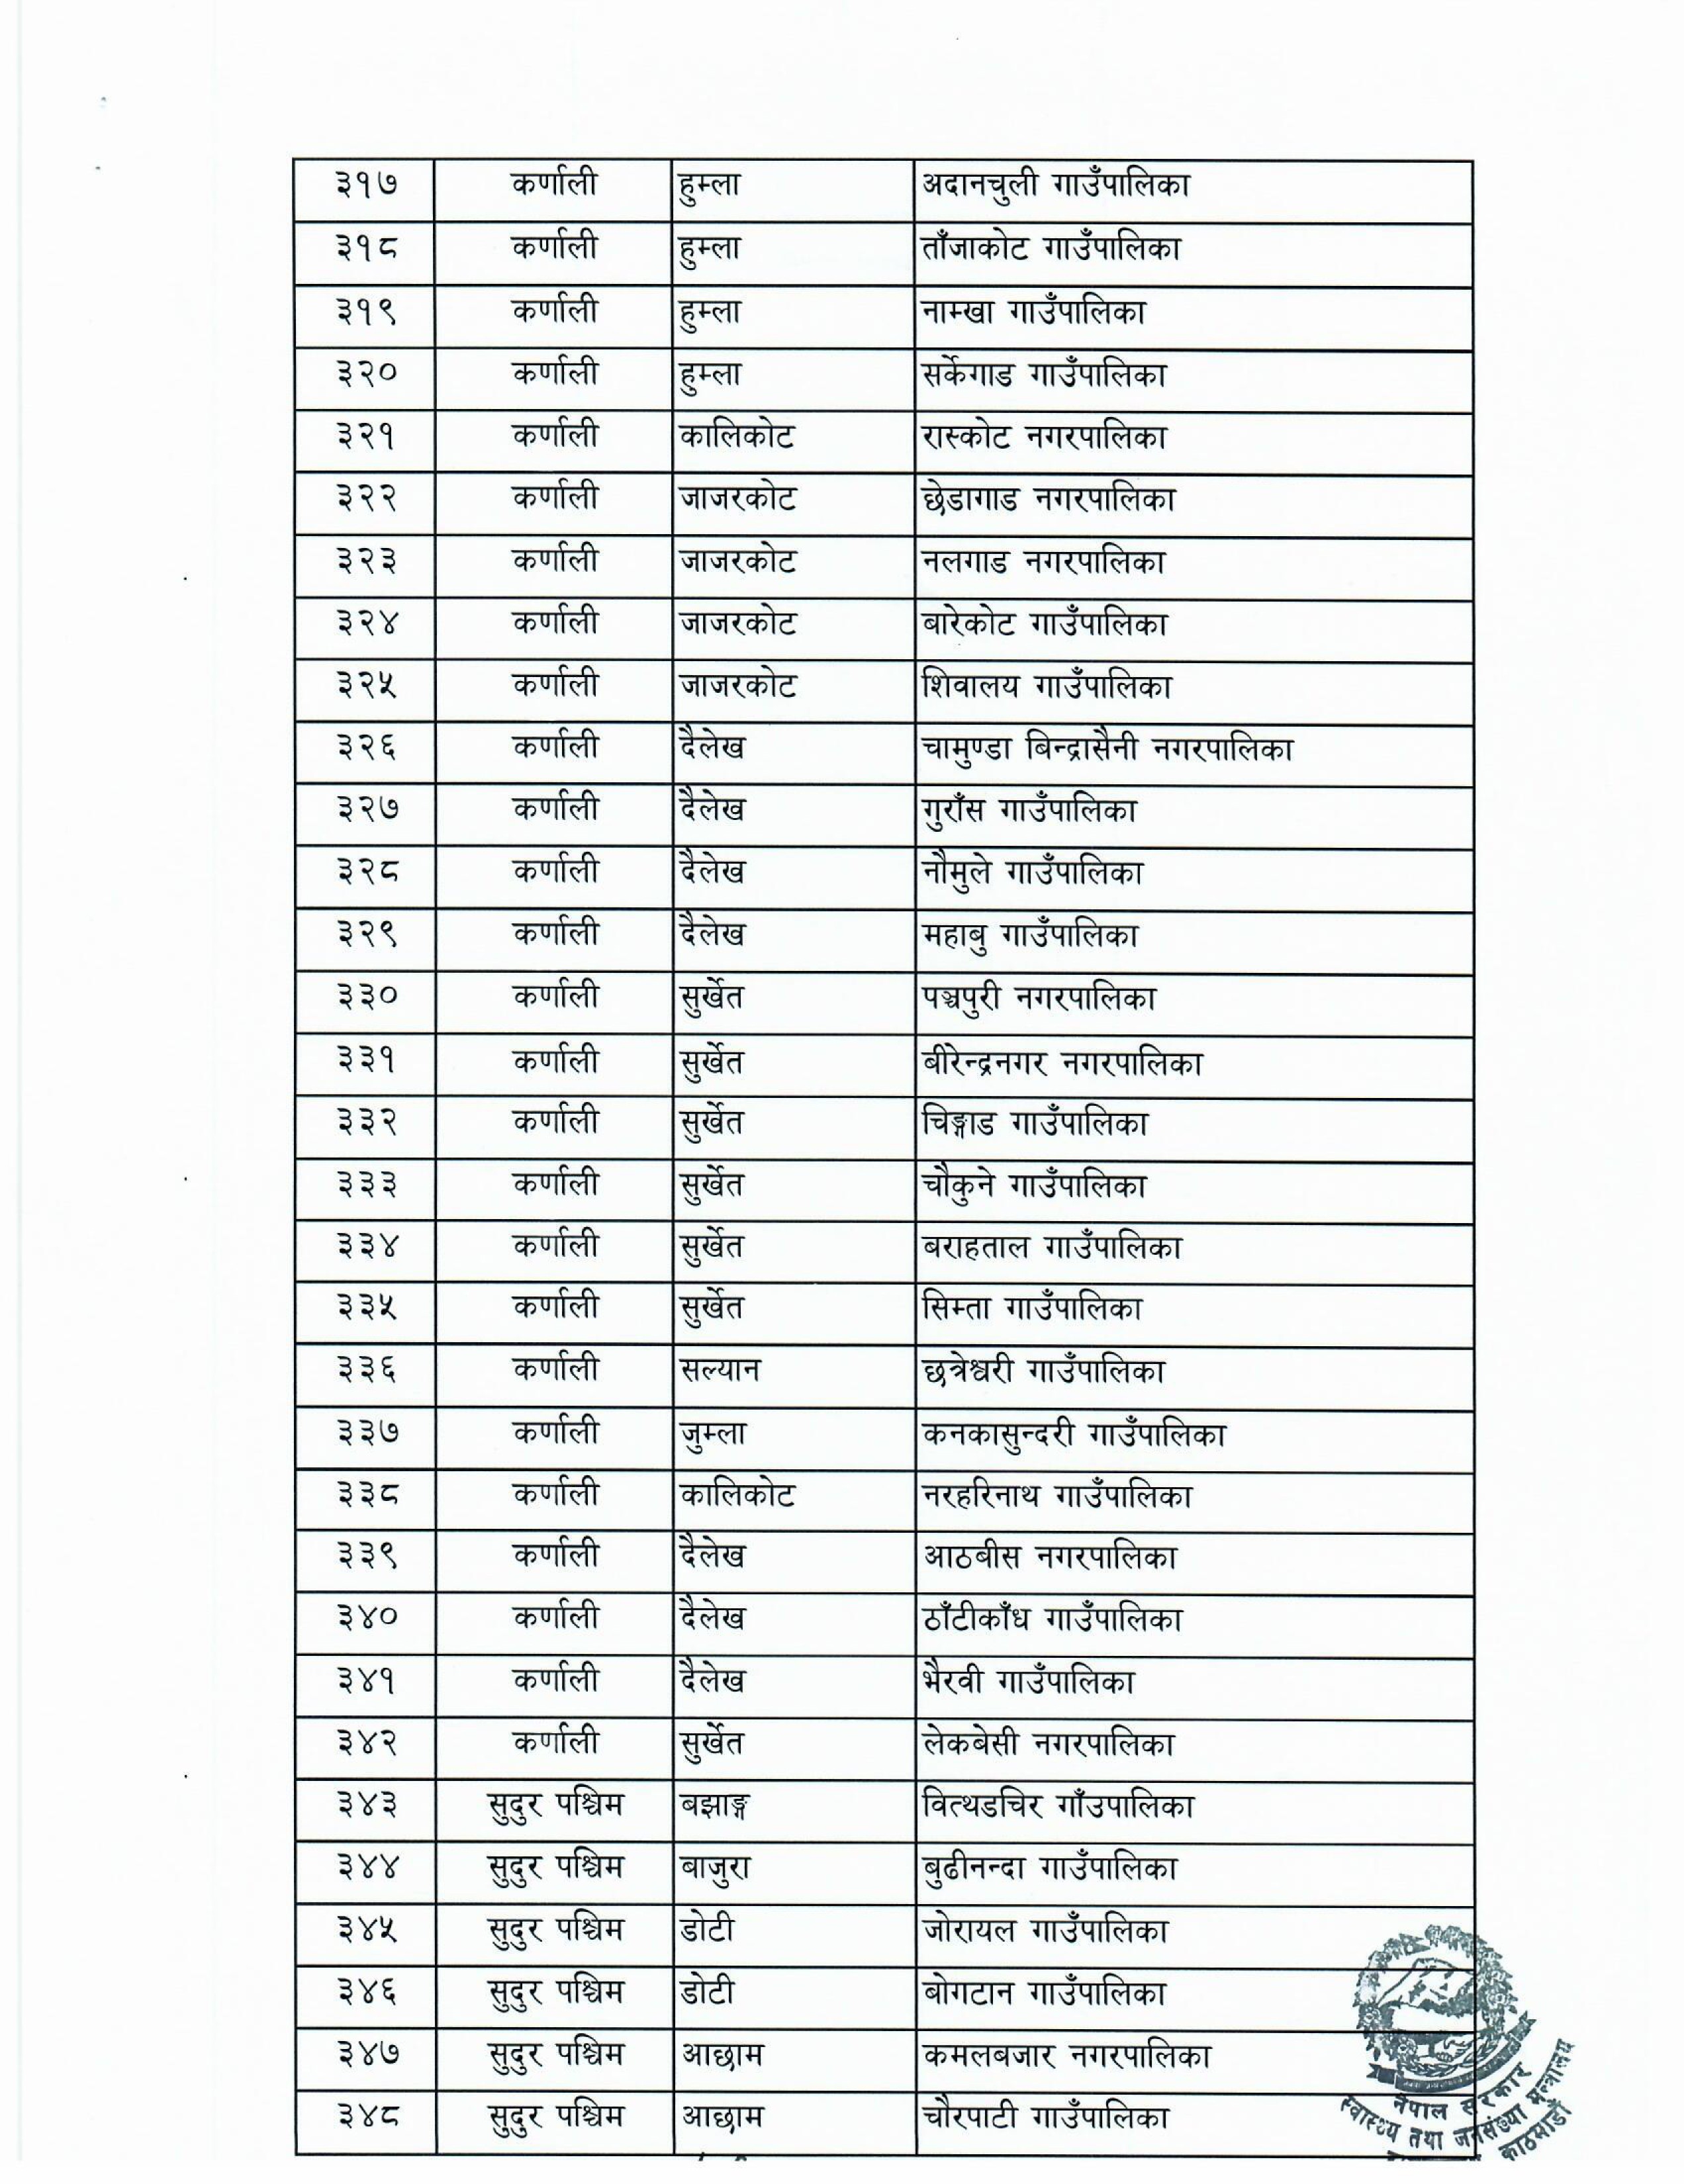 ३१७ कर्णाली हुम्ला अदानचुली गाउँपालिका
३१८ कर्णाली हुम्ला ताँजाकोट गाउँपालिका
३१९ कर्णाली हुम्ला नाम्खा गाउँपालिका
३२० कर्णाली हुम्ला सर्केगाड गाउँपालिका
३२१ कर्णाली कालिकोट रास्कोट नगरपालिका
३२२ कर्णाली जाजरकोट छेडागाड नगरपालिका
३२३ कर्णाली जाजरकोट नलगाड नगरपालिका
३२४ कर्णाली जाजरकोट बारेकोट गाउँपालिका
३२५ कर्णाली जाजरकोट शिवालय गाउँपालिका
३२६ कर्णाली दैलेख चामुण्डा बिन्द्रासैनी नगरपालिका
३२७ कर्णाली दैलेख गुराँस गाउँपालिका
३२८ कर्णाली दैलेख नौमुले गाउँपालिका
३२९ कर्णाली दैलेख महाबु गाउँपालिका
३३० कर्णाली सुर्खेत पञ्चपुरी नगरपालिका
३३१ कर्णाली सुर्खेत बीरेन्द्रनगर नगरपालिका
३३२ कर्णाली सुर्खेत चिङ्गाड गाउँपालिका
३३३ कर्णाली सुर्खेत चौकुने गाउँपालिका
३३४ कर्णाली सुर्खेत बराहताल गाउँपालिका
३३५ कर्णाली सुर्खेत सिम्ता गाउँपालिका
३३६ कर्णाली सल्यान छत्रेश्वरी गाउँपालिका
३३७ कर्णाली जुम्ला कनकासुन्दरी गाउँपालिका
३३८ कर्णाली कालिकोट नरहरिनाथ गाउँपालिका
३३९ कर्णाली दैलेख आठबीस नगरपालिका
३४० कर्णाली दैलेख ठाँटीकाँध गाउँपालिका
३४१ कर्णाली दैलेख भैरवी गाउँपालिका
३४२ कर्णाली सुर्खेत लेकबेसी नगरपालिका
३४३ सुदुर पश्चिम बझाङ्ग वित्थडचिर गाँउपालिका
३४४ सुदुर पश्चिम बाजुरा बुढीनन्दा गाउँपालिका
३४५ सुदुर पश्चिम डोटी जोरायल गाउँपालिका
३४६ सुदुर पश्चिम डोटी बोगटान गाउँपालिका
३४७ सुदुर पश्चिम आछाम कमलबजार नगरपालिका
३४८ सुदुर पश्चिम आछाम चौरपाटी गाउँपालिका
नेपाल सरकार
स्वास्थ्य तथा जनसंख्या मन्त्रालय
काठमाडौं